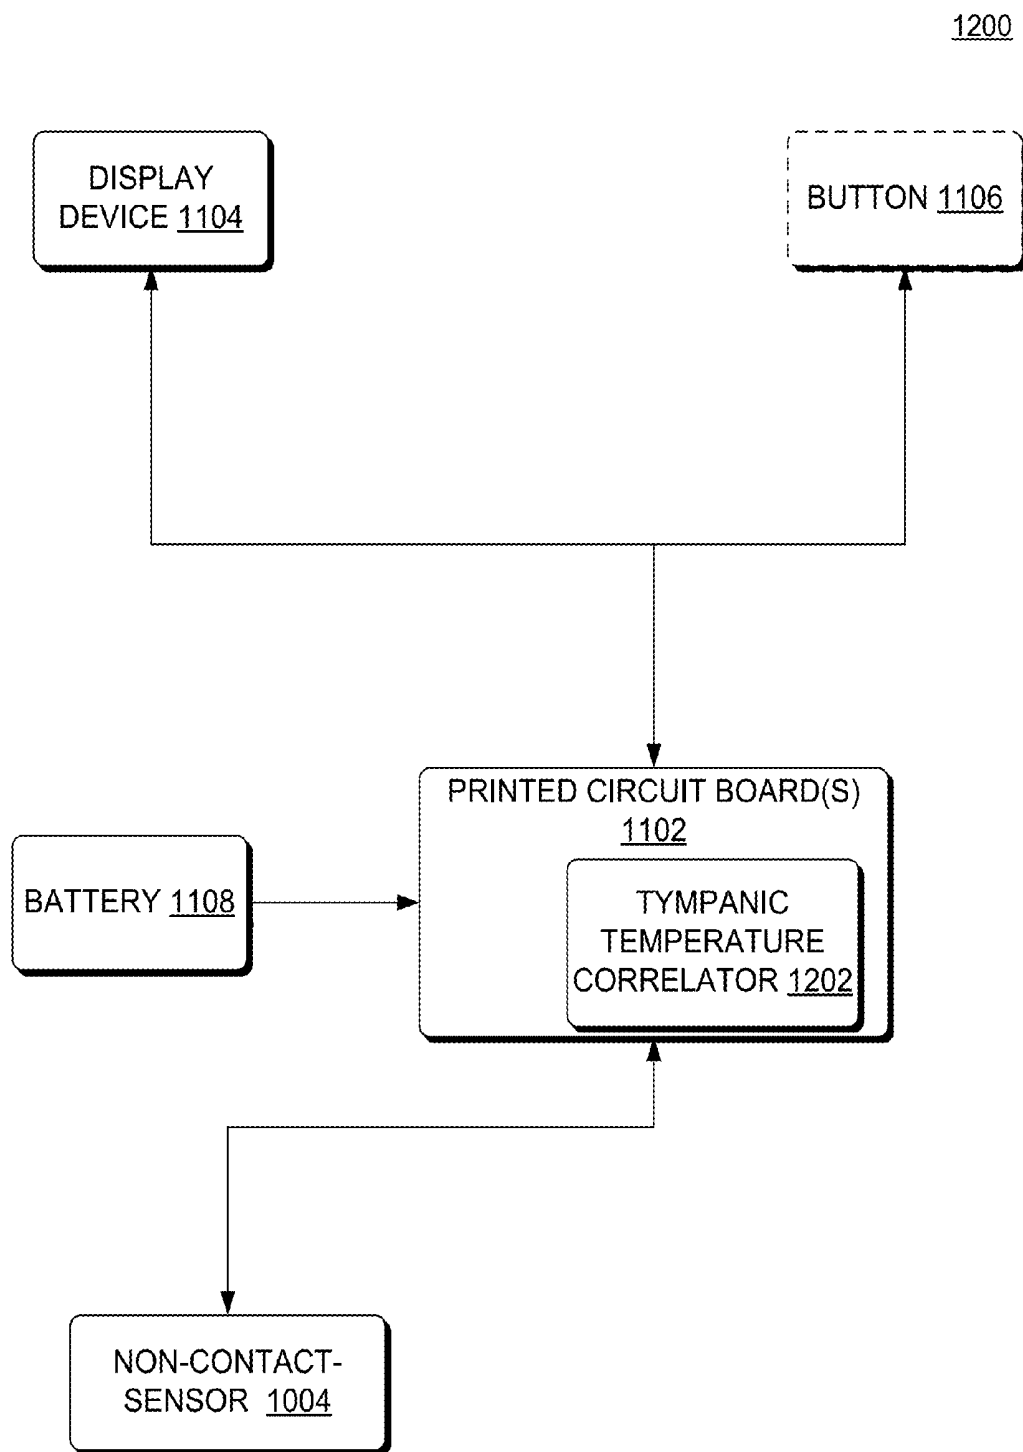 1200
DISPLAY
DEVICE 1104
BUTTON 1106
PRINTED CIRCUIT BOARD(S)
1102
BATTERY 1108
TYMPANIC
TEMPERATURE
CORRELATOR 1202
NON-CONTACT-
SENSOR 1004